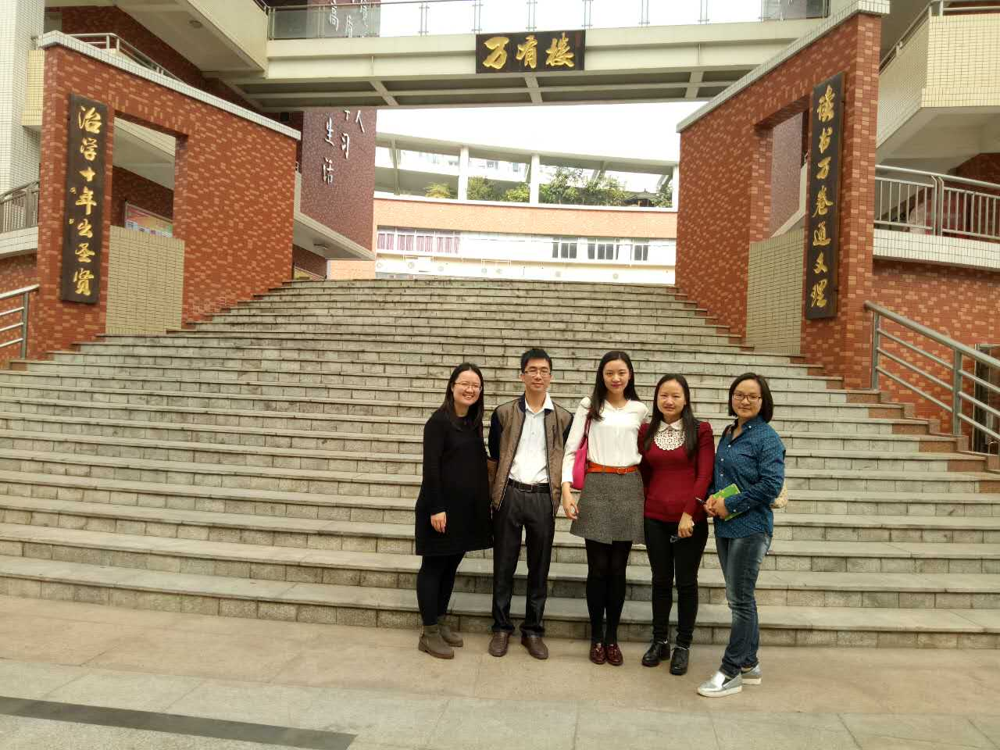 万有楼
治学十年出圣贤
读书万卷通文理
生活